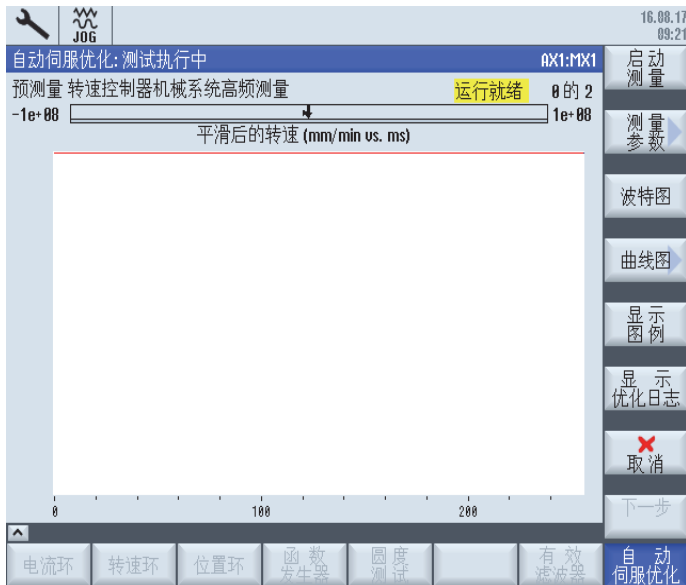 JOG
16.08.17
09:21
自动伺服优化: 测试执行中 AX1:MX1
预测量 转速控制器机械系统高频测量 运行就绪 0 的 2
-1e+08 1e+08
平滑后的转速 (mm/min vs. ms)
0 100 200
启动
测量
测量
参数
波特图
曲线图
显示
图例
显示
优化日志
取消
下一步
电流环 转速环 位置环
函数
发生器
圆度
测试
有效
滤波器
自动
伺服优化